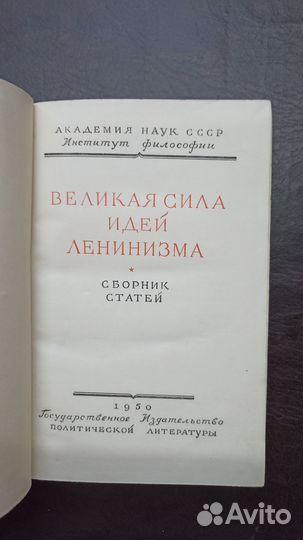 АКАДЕМИЯ НАУК СССР
Институт философии
ВЕЛИКАЯ СИЛА
ИДЕЙ
ЛЕНИНИЗМА
СБОРНИК
СТАТЕЙ
1950
Государственное Издательство
ПОЛИТИЧЕСКОЙ ЛИТЕРАТУРЫ
Avito